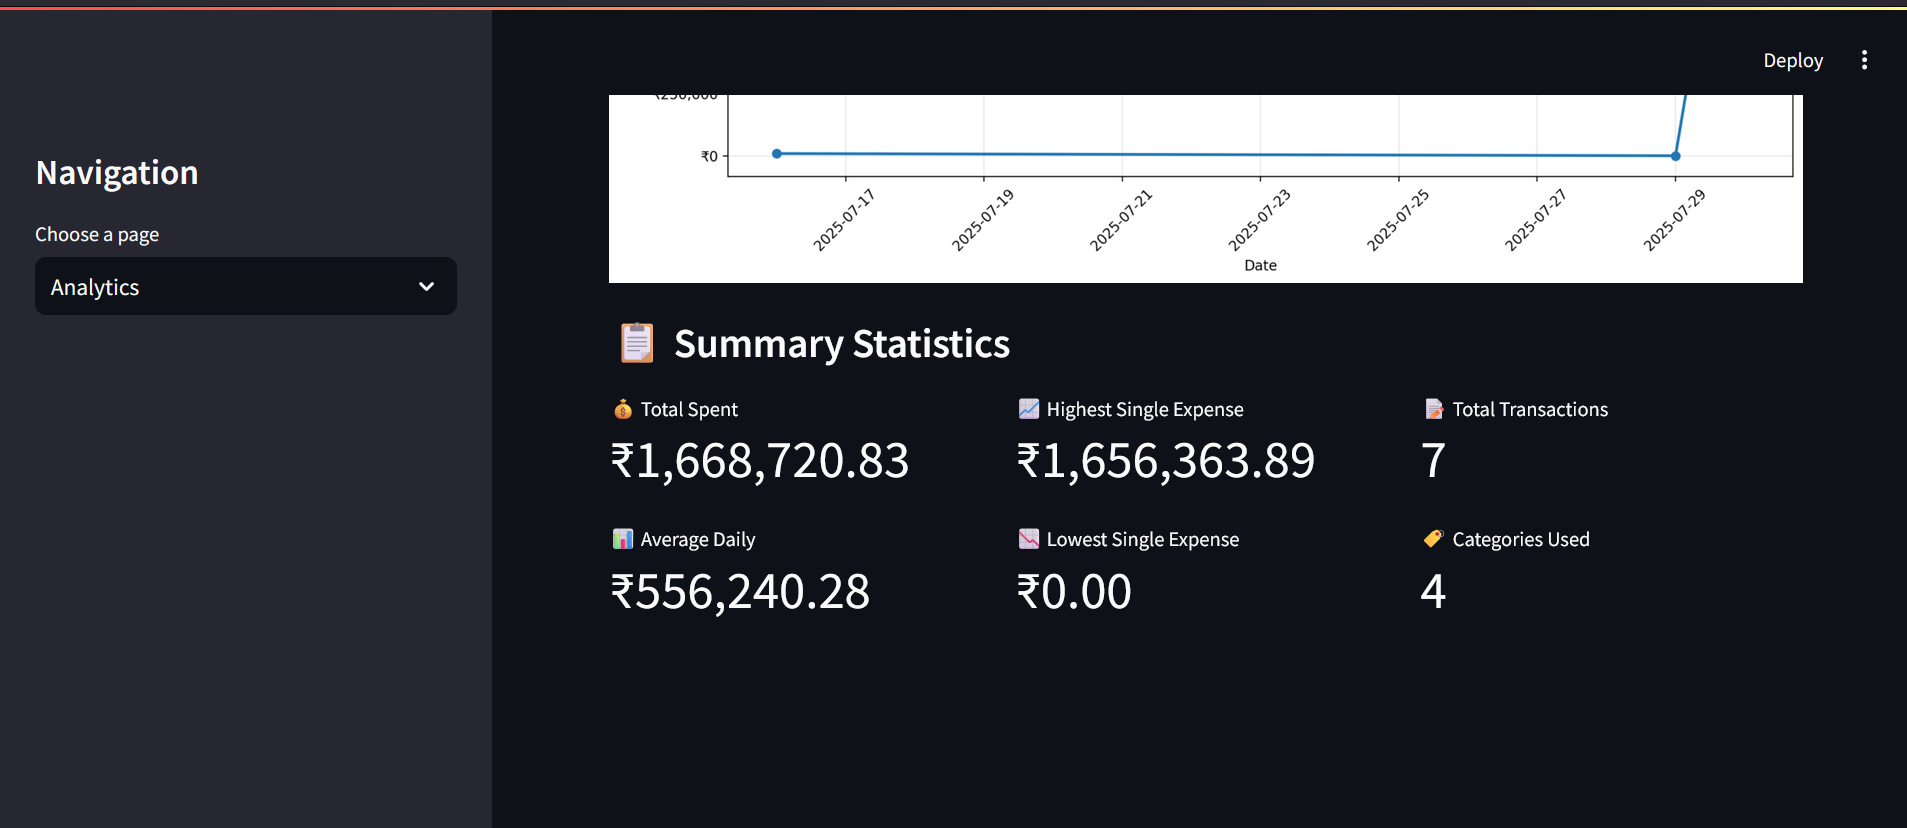 Deploy
Navigation
Choose a page
Analytics
₹250,000
₹0
2025-07-17
2025-07-19
2025-07-21
2025-07-23
2025-07-25
2025-07-27
2025-07-29
Date
Summary Statistics
Total Spent
₹1,668,720.83
Highest Single Expense
₹1,656,363.89
Total Transactions
7
Average Daily
₹556,240.28
Lowest Single Expense
₹0.00
Categories Used
4